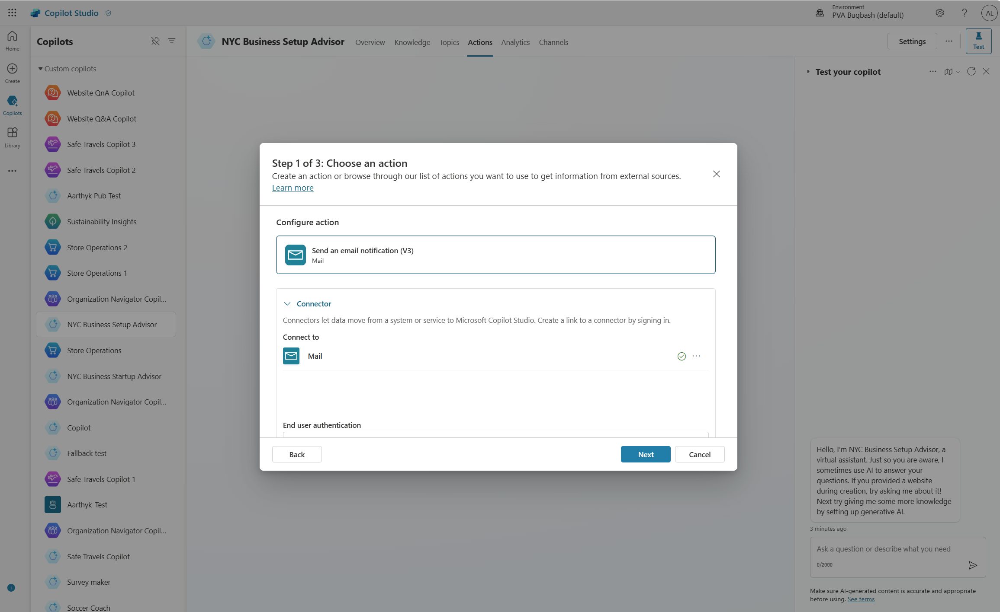 Copilot Studio
Environment
PVA Bugbash (default)
AL
Home
Create
Copilots
Library
Copilots
Custom copilots
Website QnA Copilot
Website Q&A Copilot
Safe Travels Copilot 3
Safe Travels Copilot 2
Aarthyk Pub Test
Sustainability Insights
Store Operations 2
Store Operations 1
Organization Navigator Copil...
NYC Business Setup Advisor
Store Operations
NYC Business Startup Advisor
Organization Navigator Copil...
Copilot
Fallback test
Safe Travels Copilot 1
Aarthyk_Test
Organization Navigator Copil...
Safe Travels Copilot
Survey maker
Soccer Coach
NYC Business Setup Advisor
Overview
Knowledge
Topics
Actions
Analytics
Channels
Settings
Test
Step 1 of 3: Choose an action
Create an action or browse through our list of actions you want to use to get information from external sources.
Learn more
Configure action
Send an email notification (V3)
Mail
Connector
Connectors let data move from a system or service to Microsoft Copilot Studio. Create a link to a connector by signing in.
Connect to
Mail
End user authentication
Back
Next
Cancel
Test your copilot
Hello, I'm NYC Business Setup Advisor, a
virtual assistant. Just so you are aware, I
sometimes use AI to answer your
questions. If you provided a website
during creation, try asking me about it!
Next try giving me some more knowledge
by setting up generative AI.
3 minutes ago
Ask a question or describe what you need
0/2000
Make sure AI-generated content is accurate and appropriate
before using. See terms